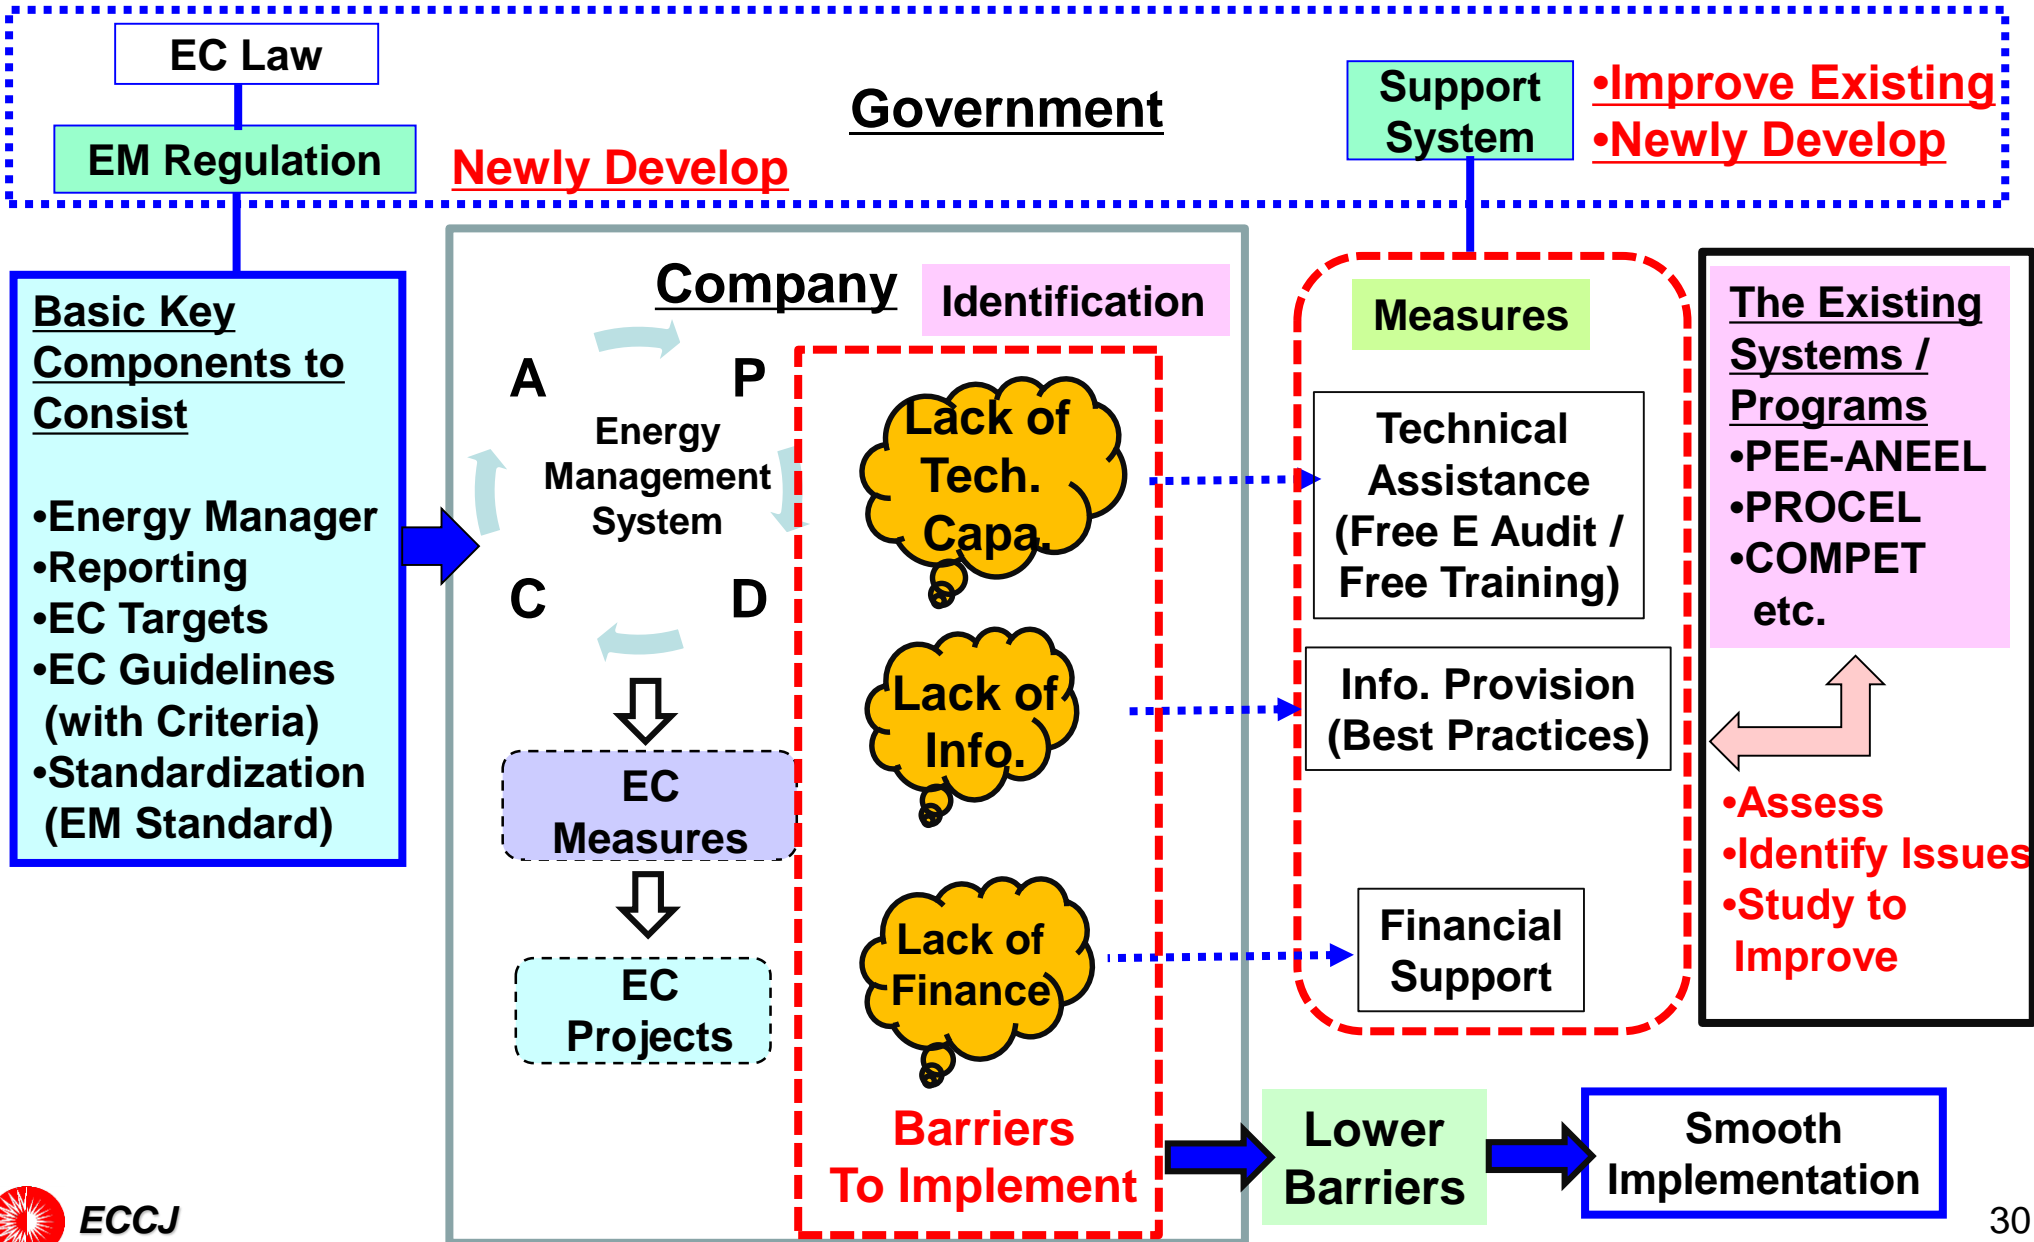 EC Law
EM Regulation
Newly Develop
Government
Support
System
•Improve Existing
•Newly Develop
Basic Key
Components to
Consist
•Energy Manager
•Reporting
•EC Targets
•EC Guidelines
(with Criteria)
•Standardization
(EM Standard)
Company
Identification
A
P
Energy
Management
System
C
D
EC
Measures
EC
Projects
Lack of
Tech.
Capa.
Lack of
Info.
Lack of
Finance
Barriers
To Implement
Measures
Technical
Assistance
(Free E Audit /
Free Training)
Info. Provision
(Best Practices)
Financial
Support
The Existing
Systems /
Programs
•PEE-ANEEL
•PROCEL
•COMPET
etc.
•Assess
•Identify Issues
•Study to
Improve
Lower
Barriers
Smooth
Implementation
ECCJ
30